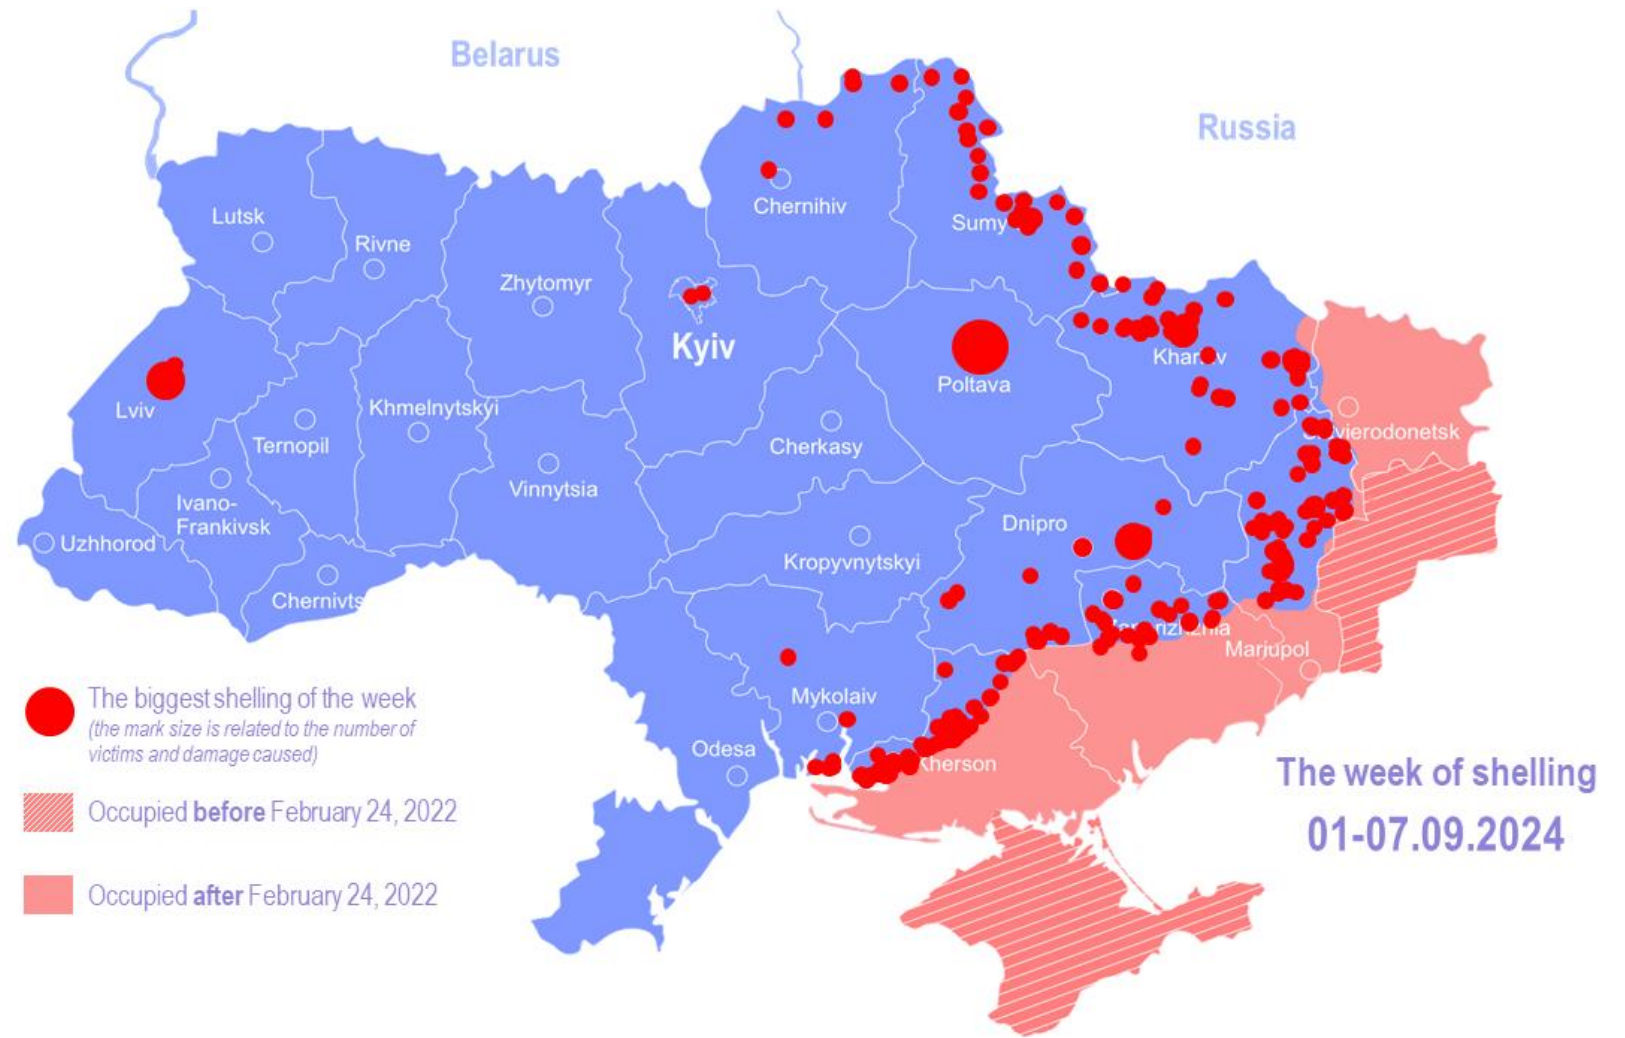 Belarus
Russia
Chernihiv
Lutsk
Sumy
Rivne
Zhytomyr
Kyiv
Poltava
Lviv
Khmelnytskyi
Ternopil
Cherkasy
Vinnytsia
Ivano-
Frankivsk
Dnipro
Uzhhorod
Kropyvnytskyi
Chernivts
Mariupol
Mykolaiv
Odesa
Kherson
The biggest shelling of the week
(the mark size is related to the number of
victims and damage caused)
Occupied before February 24, 2022
Occupied after February 24, 2022
The week of shelling
01-07.09.2024